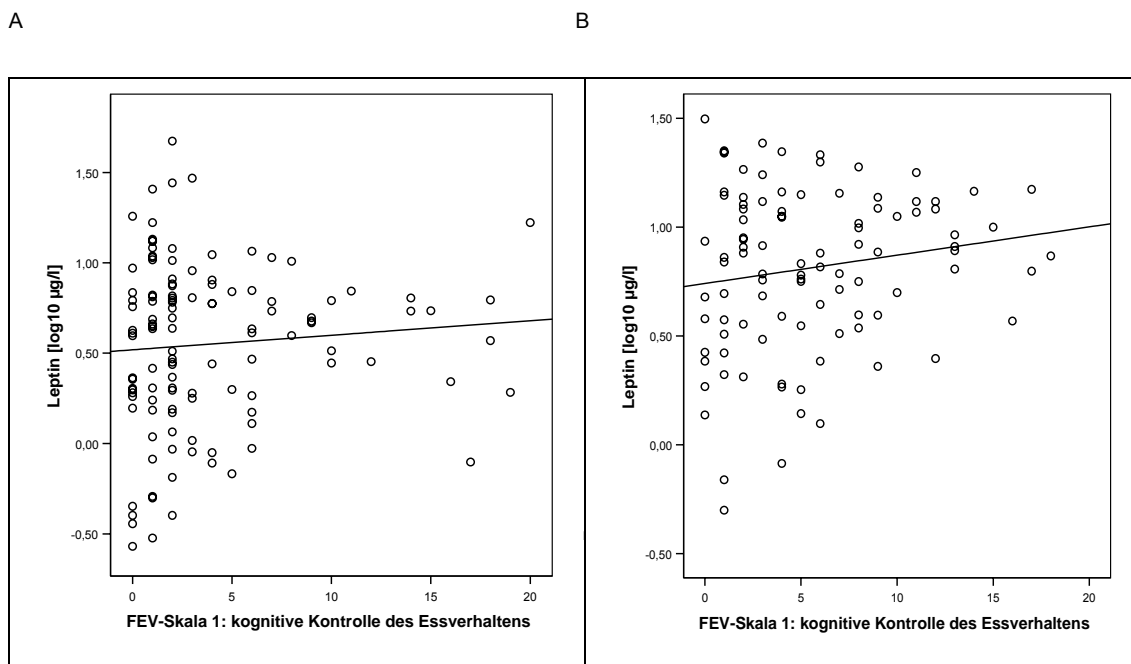 A
B
1,50
1,00
0,50
0,00
-0,50
Leptin [log10 µg/l]
0 5 10 15 20
FEV-Skala 1: kognitive Kontrolle des Essverhaltens
1,50
1,00
0,50
0,00
-0,50
Leptin [log10 µg/l]
0 5 10 15 20
FEV-Skala 1: kognitive Kontrolle des Essverhaltens